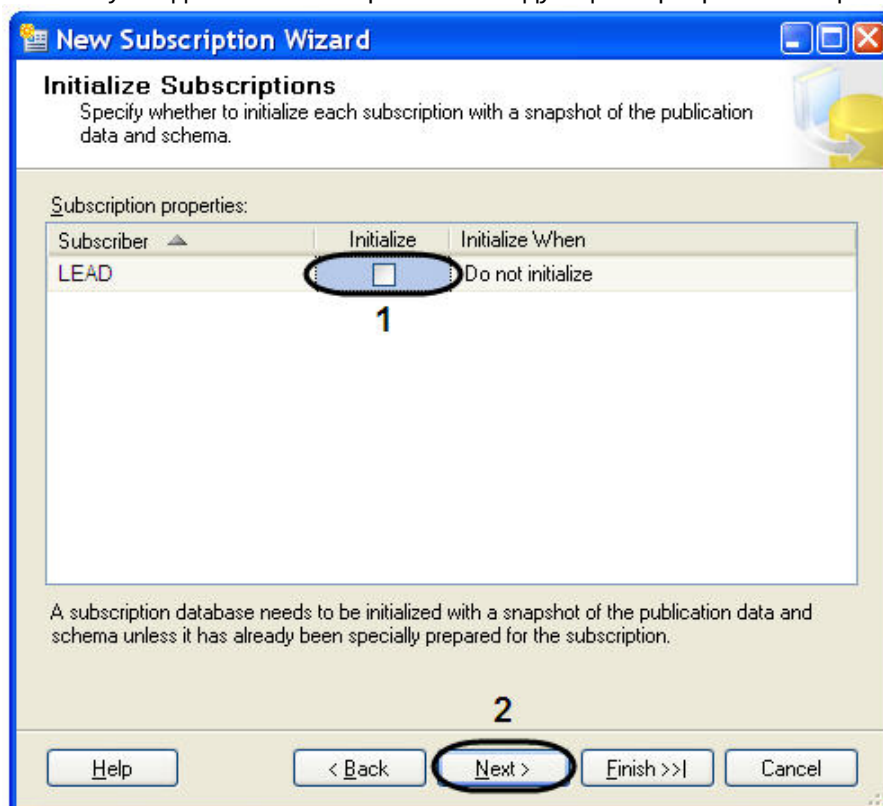 New Subscription Wizard
Initialize Subscriptions
Specify whether to initialize each subscription with a snapshot of the publication
data and schema.
Subscription properties:
Subscriber Initialize Initialize When
LEAD Do not initialize
1
A subscription database needs to be initialized with a snapshot of the publication data and
schema unless it has already been specially prepared for the subscription.
2
Help < Back Next > Finish >>| Cancel